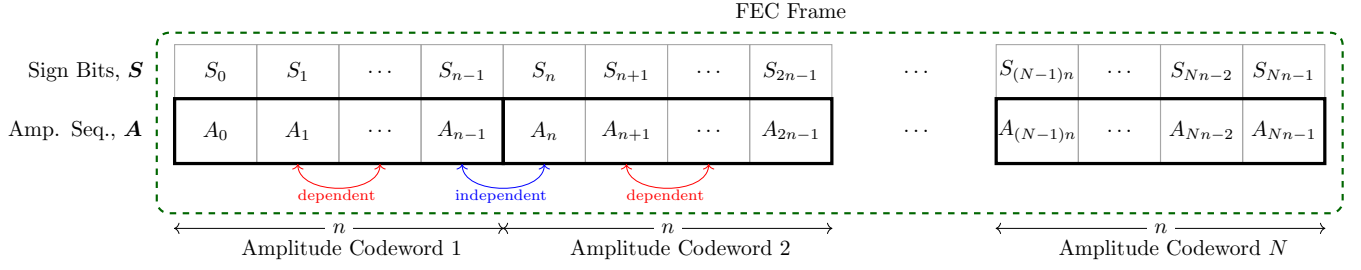 FEC Frame
Sign Bits, S S_0 S_1 ⋯ S_{n−1} S_n S_{n+1} ⋯ S_{2n−1} ⋯ S_{(N−1)n} ⋯ S_{Nn−2} S_{Nn−1}
Amp. Seq., A A_0 A_1 ⋯ A_{n−1} A_n A_{n+1} ⋯ A_{2n−1} ⋯ A_{(N−1)n} ⋯ A_{Nn−2} A_{Nn−1}
dependent independent dependent
n n n
Amplitude Codeword 1 Amplitude Codeword 2 Amplitude Codeword N